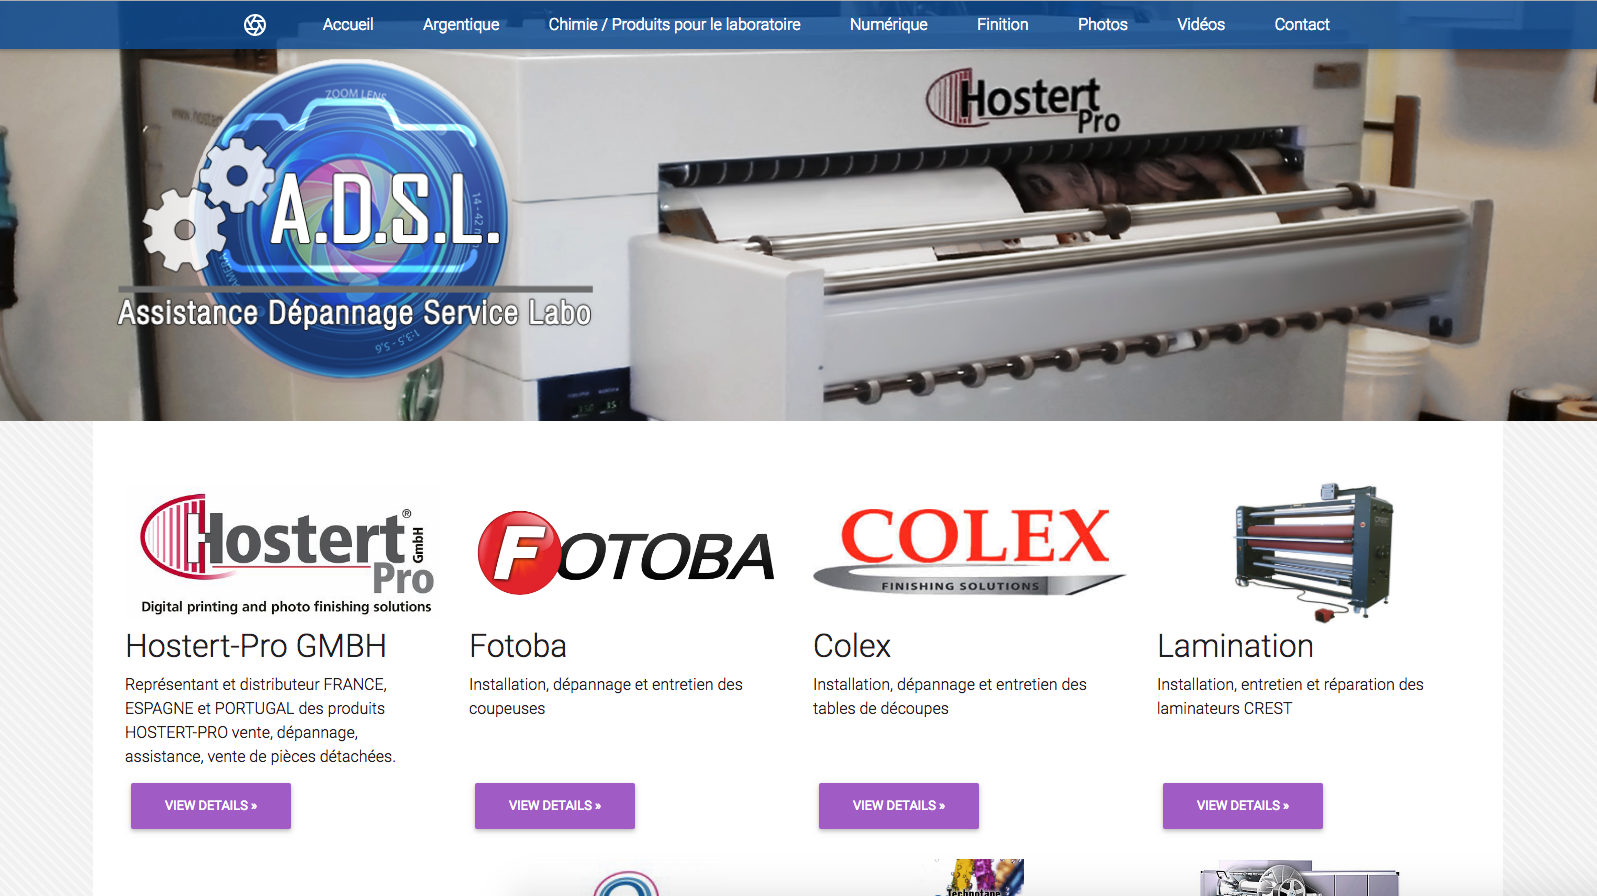 Accueil
Argentique
Chimie / Produits pour le laboratoire
Numérique
Finition
Photos
Vidéos
Contact
Hostert
Pro
ZOOM LENS
A.D.S.L.
Assistance Dépannage Service Labo
1:3,5 - 5,6
Hostert®
GmbH
Pro
Digital printing and photo finishing solutions
FOTOBA
COLEX
FINISHING SOLUTIONS
Hostert-Pro GMBH
Représentant et distributeur FRANCE,
ESPAGNE et PORTUGAL des produits
HOSTERT-PRO vente, dépannage,
assistance, vente de pièces détachées.
VIEW DETAILS »
Fotoba
Installation, dépannage et entretien des
coupeuses
VIEW DETAILS »
Colex
Installation, dépannage et entretien des
tables de découpes
VIEW DETAILS »
Lamination
Installation, entretien et réparation des
laminateurs CREST
VIEW DETAILS »
Technotape